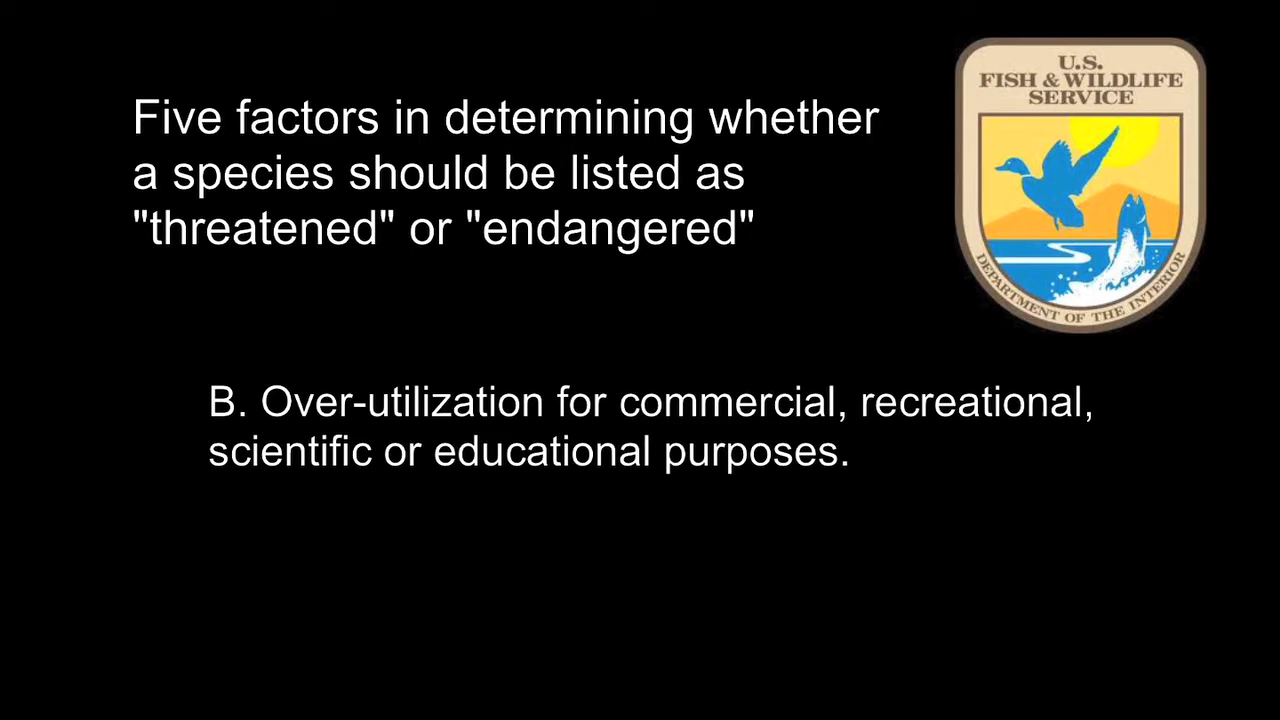 U.S.
FISH & WILDLIFE
SERVICE
Five factors in determining whether
a species should be listed as
"threatened" or "endangered"
DEPARTMENT OF THE INTERIOR
B. Over-utilization for commercial, recreational,
scientific or educational purposes.